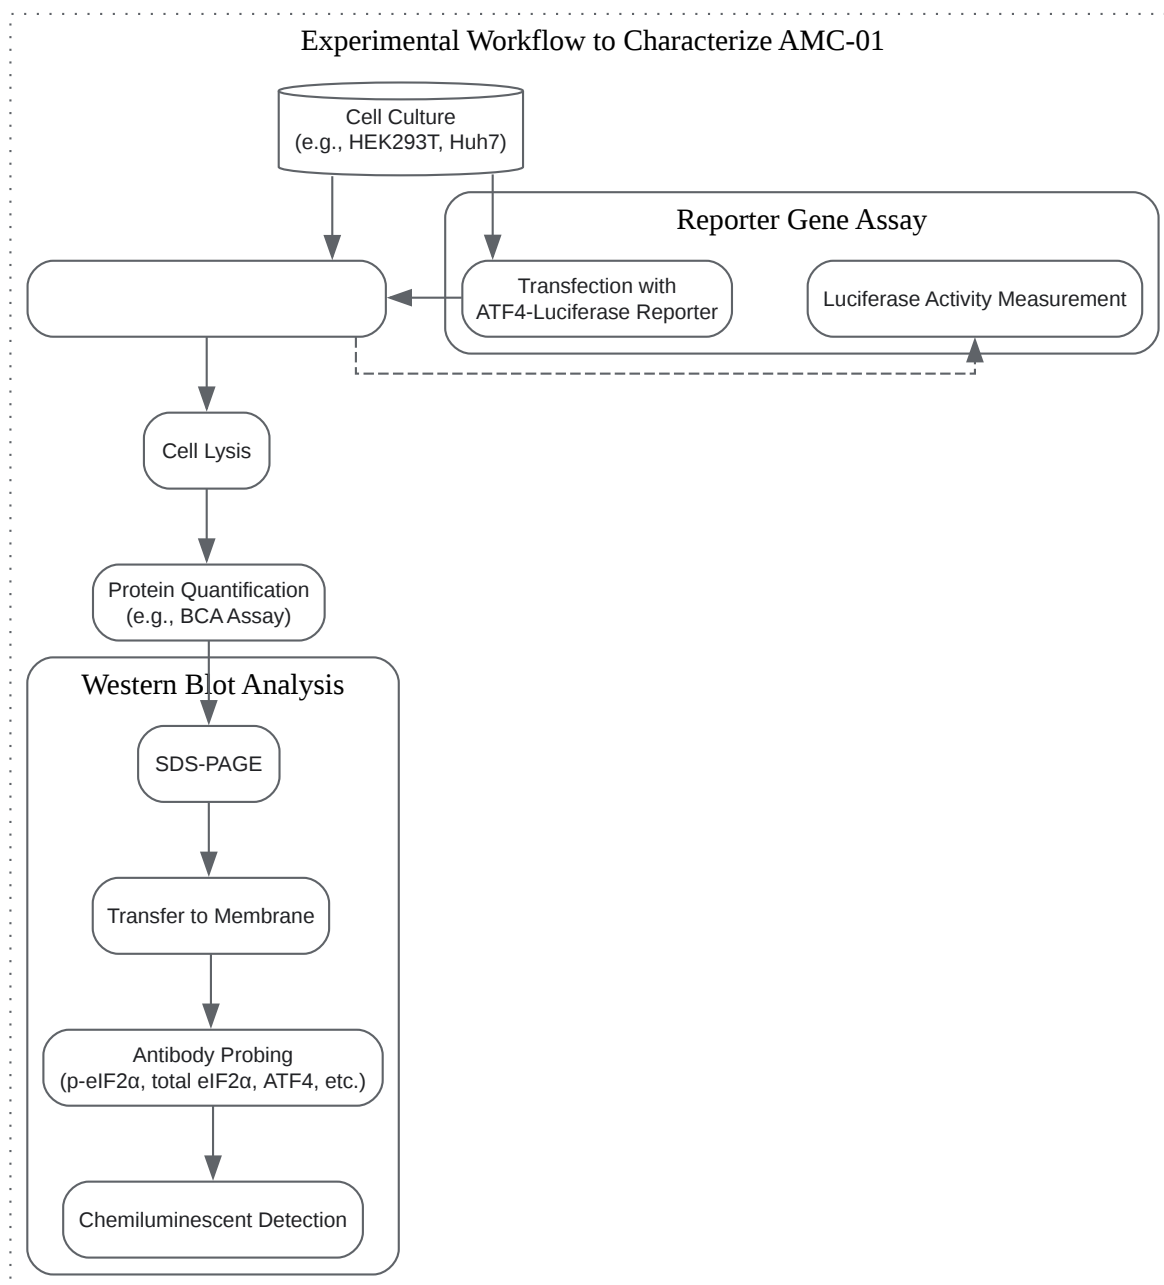 Experimental Workflow to Characterize AMC-01
Cell Culture
(e.g., HEK293T, Huh7)
Reporter Gene Assay
Transfection with
ATF4-Luciferase Reporter
Luciferase Activity Measurement
Cell Lysis
Protein Quantification
(e.g., BCA Assay)
Western Blot Analysis
SDS-PAGE
Transfer to Membrane
Antibody Probing
(p-eIF2α, total eIF2α, ATF4, etc.)
Chemiluminescent Detection